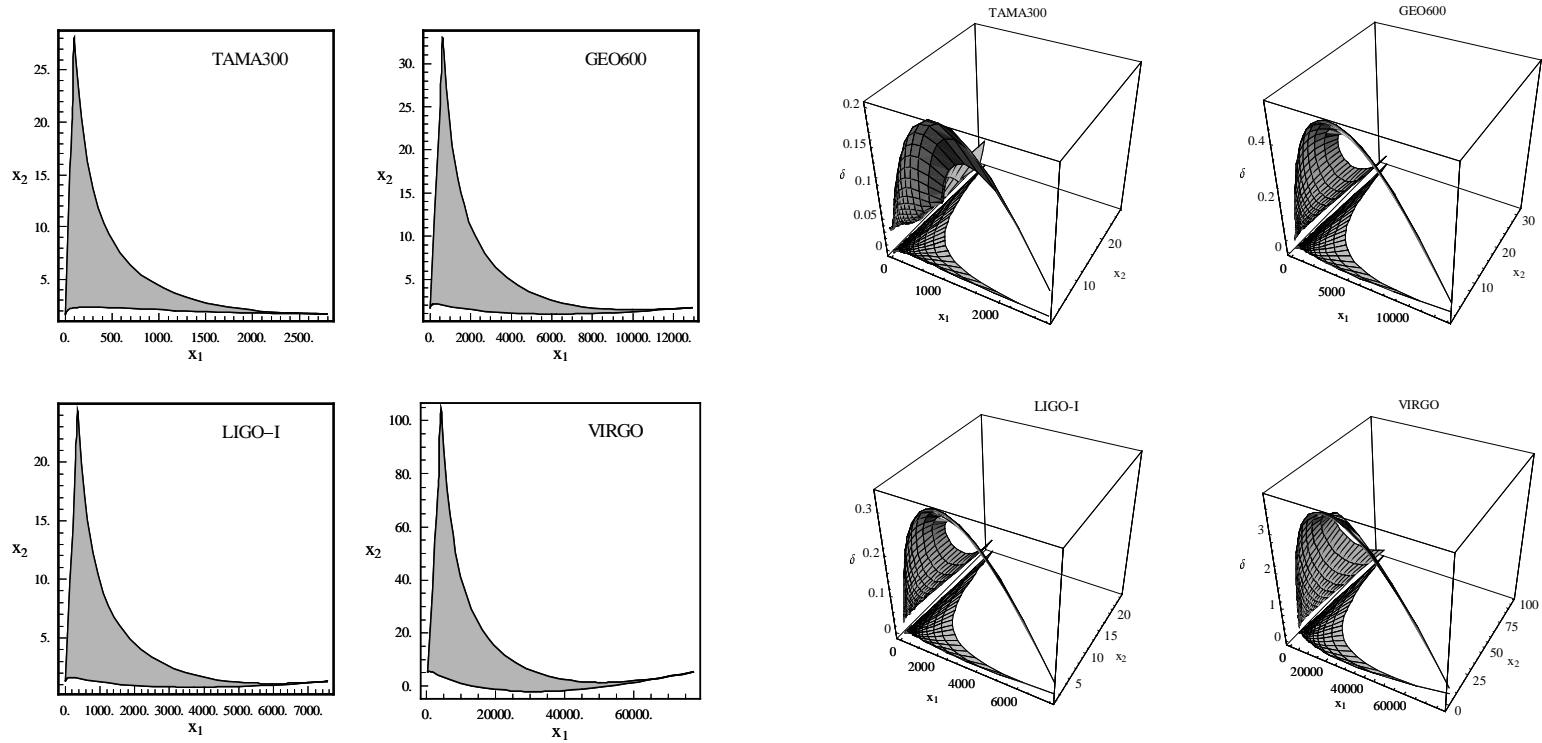 TAMA300
25.
20.
15.
10.
5.
x2
0. 500. 1000. 1500. 2000. 2500.
x1
GEO600
30.
25.
20.
15.
10.
5.
x2
0. 2000. 4000. 6000. 8000. 10000. 12000.
x1
TAMA300
0.2
0.15
0.1
0.05
0
δ
0
1000
2000
x1
10
20
x2
GEO600
0.4
0.2
0
δ
0
5000
10000
x1
10
20
30
x2
LIGO–I
20.
15.
10.
5.
x2
0. 1000. 2000. 3000. 4000. 5000. 6000. 7000.
x1
VIRGO
100.
80.
60.
40.
20.
0.
x2
0. 20000. 40000. 60000.
x1
LIGO-I
0.3
0.2
0.1
0
δ
0
2000
4000
6000
x1
5
10
15
20
x2
VIRGO
3
2
1
0
δ
0
20000
40000
60000
x1
0
25
50
75
100
x2